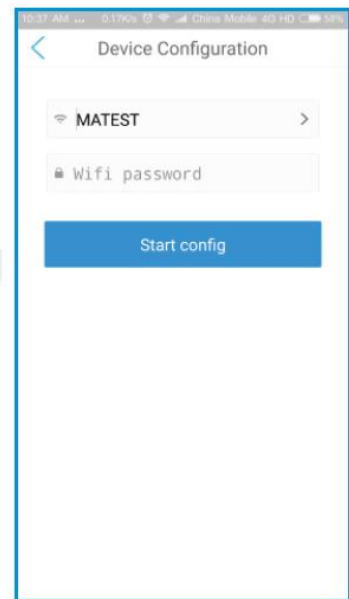 10:37 AM ... 0.17K/s China Mobile 4G HD 58%
Device Configuration
MATEST
Wifi password
Start config